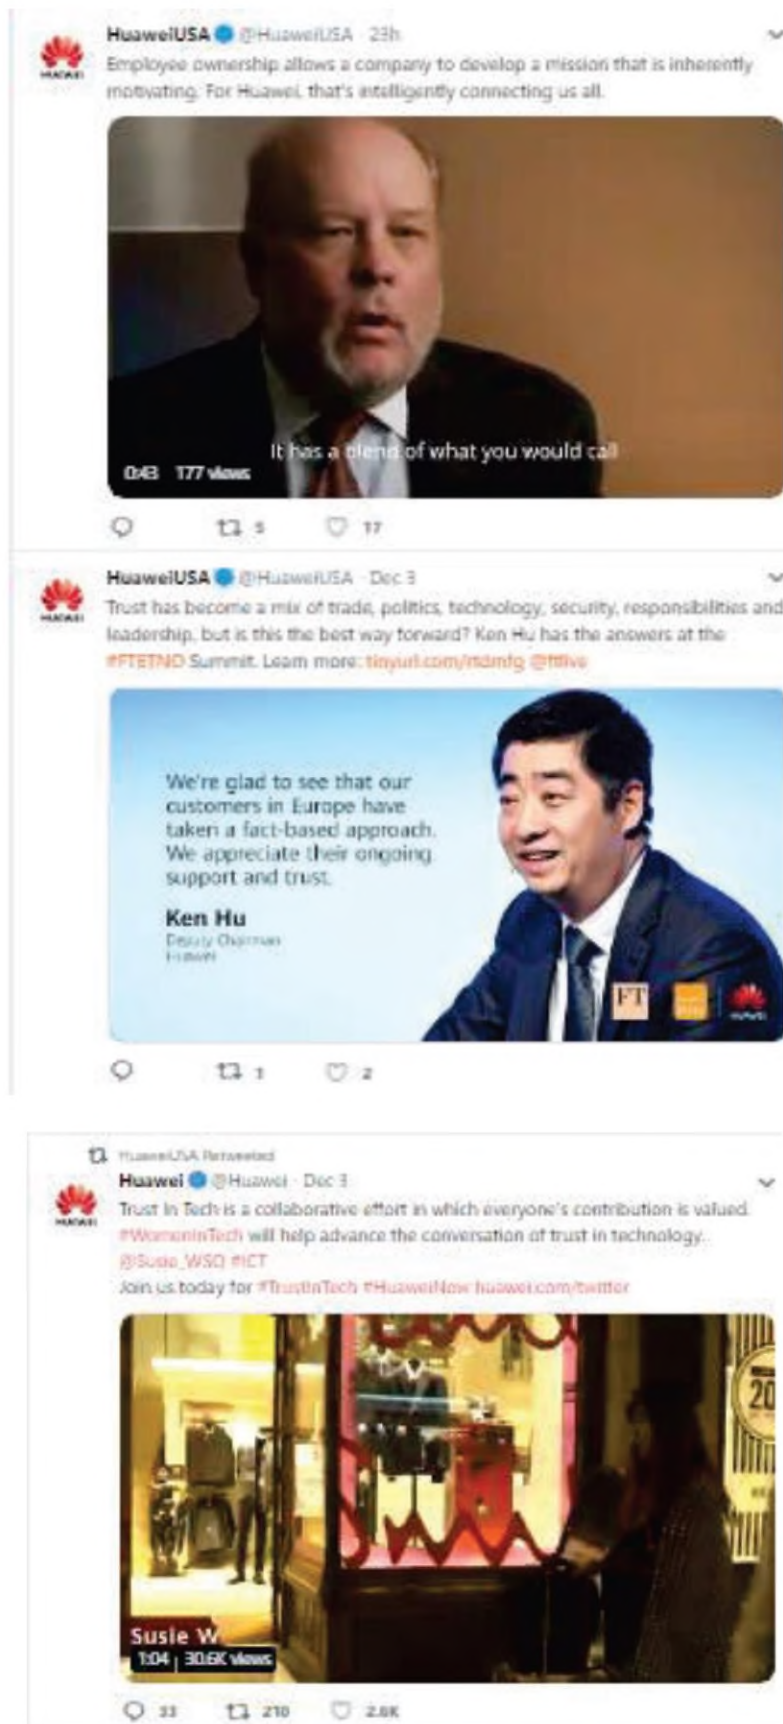 HuaweiUSA @HuaweiUSA · 23h
Employee ownership allows a company to develop a mission that is inherently
motivating. For Huawei, that's intelligently connecting us all.
HUAWEI
It has a blend of what you would call
0:43 177 views
5 17
HuaweiUSA @HuaweiUSA · Dec 3
HUAWEI
Trust has become a mix of trade, politics, technology, security, responsibilities and
leadership, but is this the best way forward? Ken Hu has the answers at the
#FTETNO Summit. Learn more: @ftlive
We're glad to see that our
customers in Europe have
taken a fact-based approach.
We appreciate their ongoing
support and trust.
Ken Hu
Deputy Chairman
Huawei
FT
HUAWEI
1 2
HuaweiUSA Retweeted
Huawei @Huawei · Dec 3
HUAWEI
Trust In Tech is a collaborative effort in which everyone's contribution is valued.
#WomenInTech will help advance the conversation of trust in technology.
@Susie_WSQ #ICT
Join us today for #TrustInTech #HuaweiNow huawei.com/twitter
20
Susie W
1:04 30.6K views
33 210 2.6K